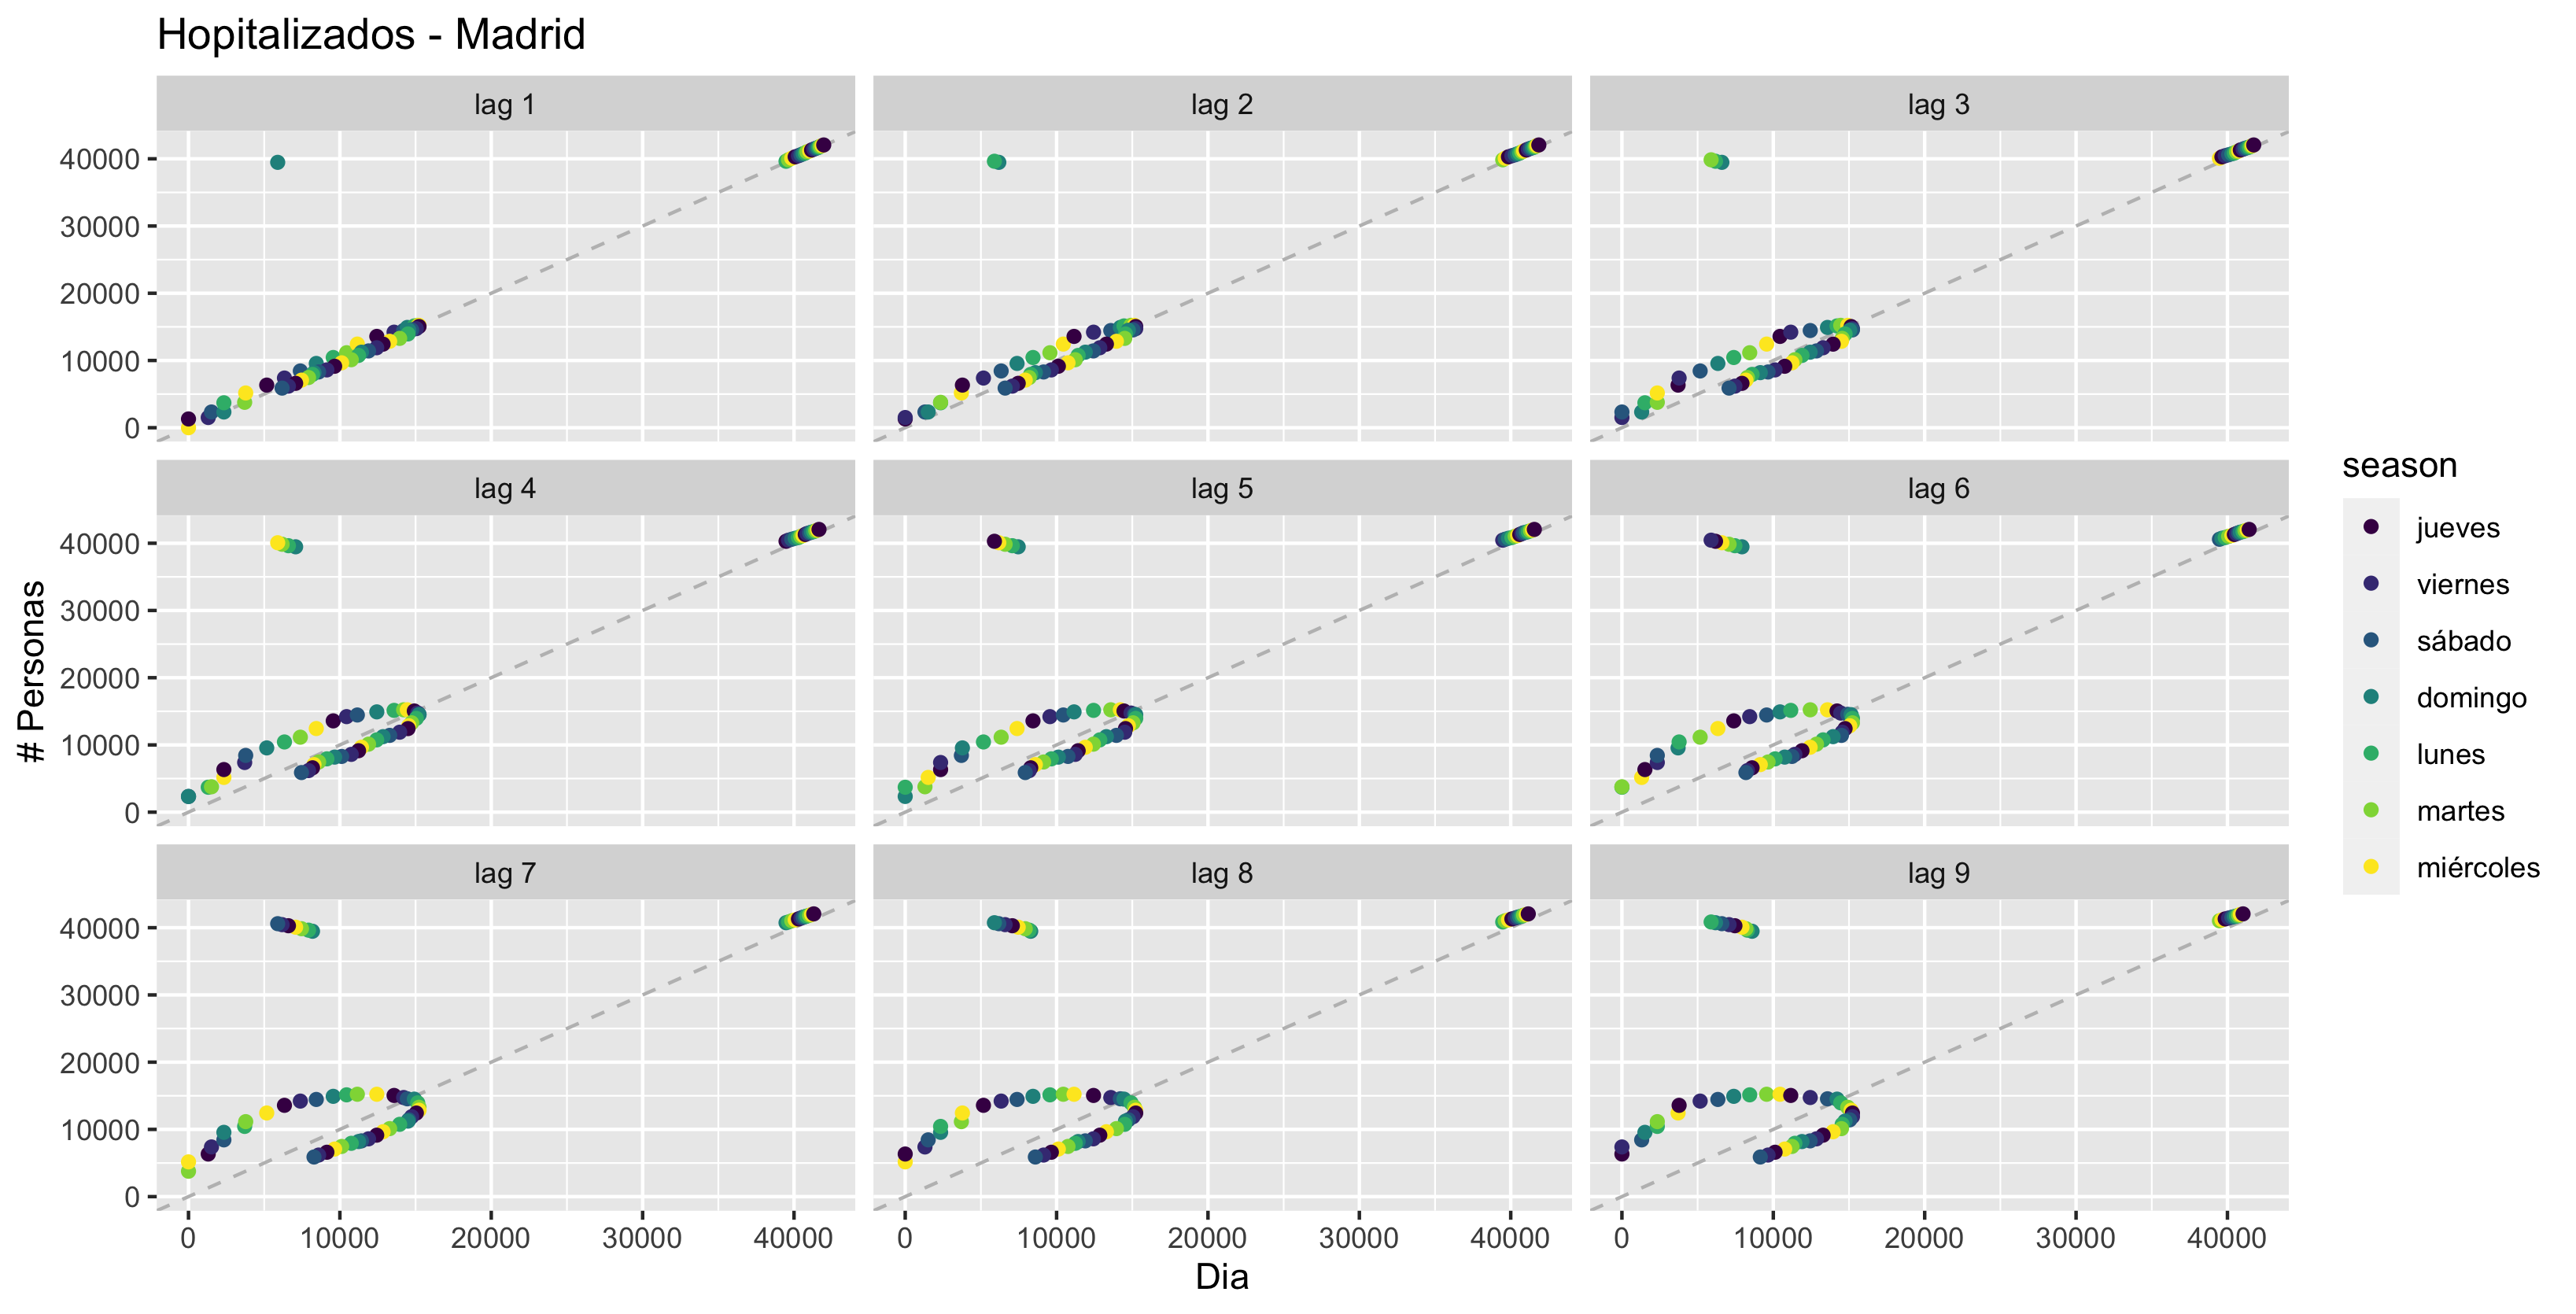 Hopitalizados - Madrid
lag 1
lag 2
lag 3
40000
30000
20000
10000
0
lag 4
lag 5
lag 6
40000
30000
20000
10000
0
lag 7
lag 8
lag 9
40000
30000
20000
10000
0
0 10000 20000 30000 40000
0 10000 20000 30000 40000
0 10000 20000 30000 40000
Dia
# Personas
season
jueves
viernes
sábado
domingo
lunes
martes
miércoles